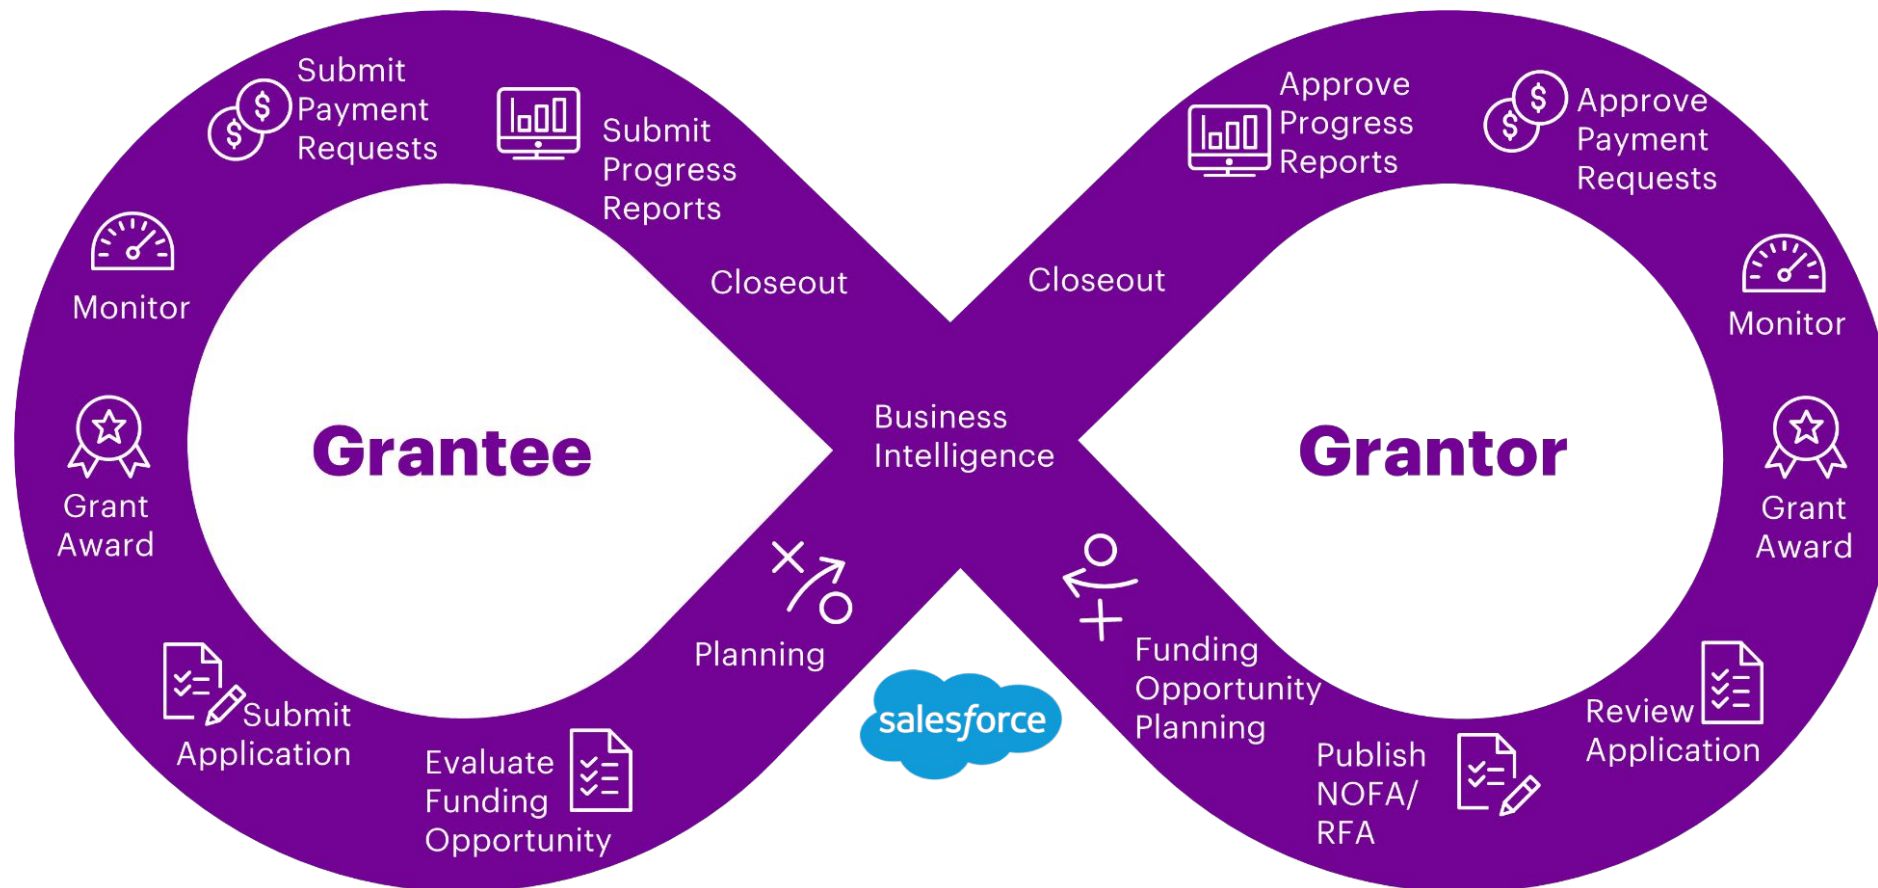 Submit
Payment
Requests
Submit
Progress
Reports
Closeout
Monitor
Grant
Award
Submit
Application
Evaluate
Funding
Opportunity
Planning
Grantee
Business
Intelligence
salesforce
Approve
Progress
Reports
Approve
Payment
Requests
Closeout
Monitor
Grant
Award
Review
Application
Publish
NOFA/
RFA
Funding
Opportunity
Planning
Grantor